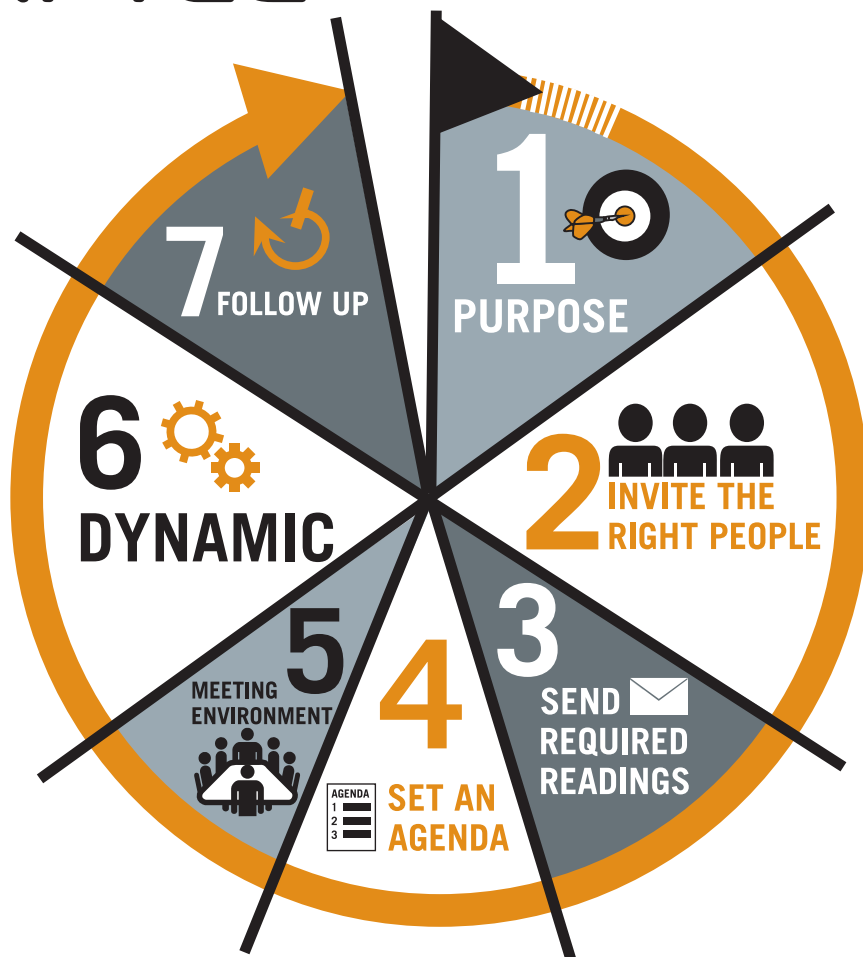 1
PURPOSE
2
INVITE THE
RIGHT PEOPLE
3
SEND
REQUIRED
READINGS
4
AGENDA
1
2
3
SET AN
AGENDA
5
MEETING
ENVIRONMENT
6
DYNAMIC
7
FOLLOW UP